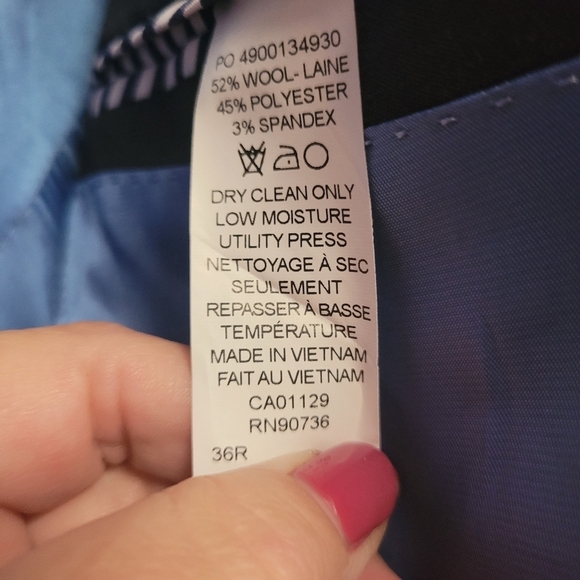 PO 4900134930
52% WOOL- LAINE
45% POLYESTER
3% SPANDEX
DRY CLEAN ONLY
LOW MOISTURE
UTILITY PRESS
NETTOYAGE À SEC
SEULEMENT
REPASSER À BASSE
TEMPÉRATURE
MADE IN VIETNAM
FAIT AU VIETNAM
CA01129
RN90736
36R